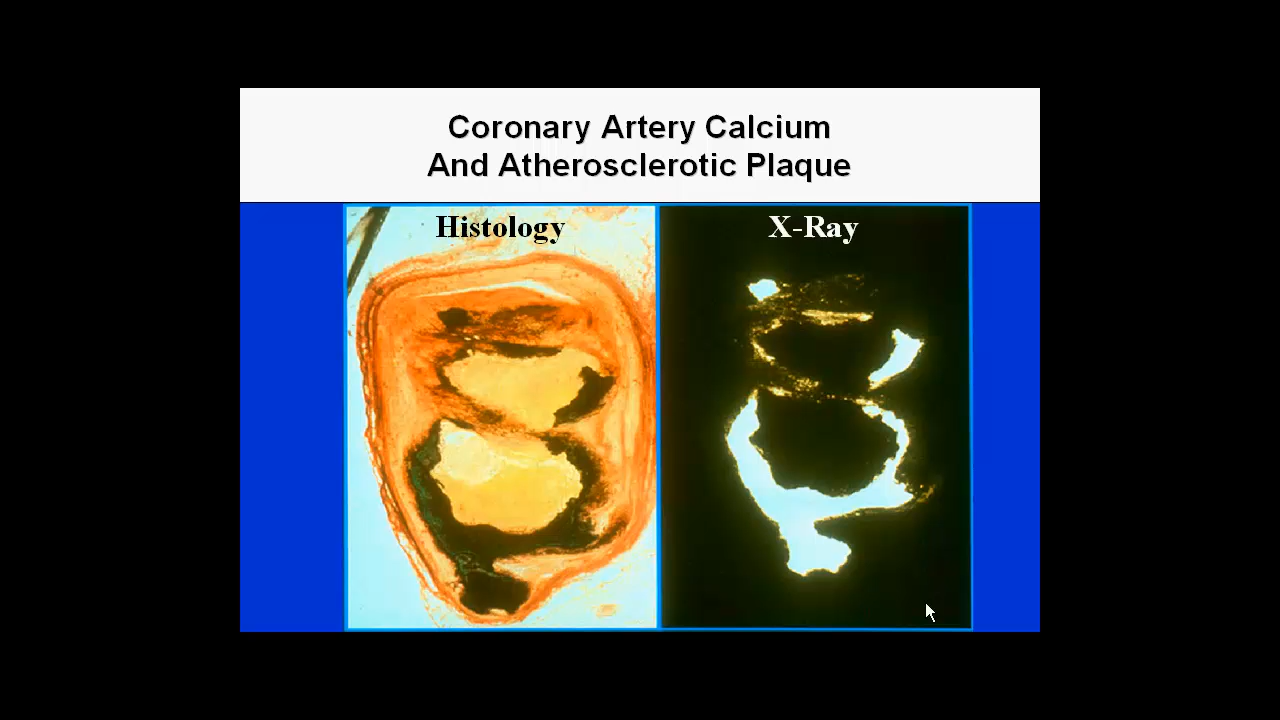 Coronary Artery Calcium
And Atherosclerotic Plaque
Histology
X-Ray